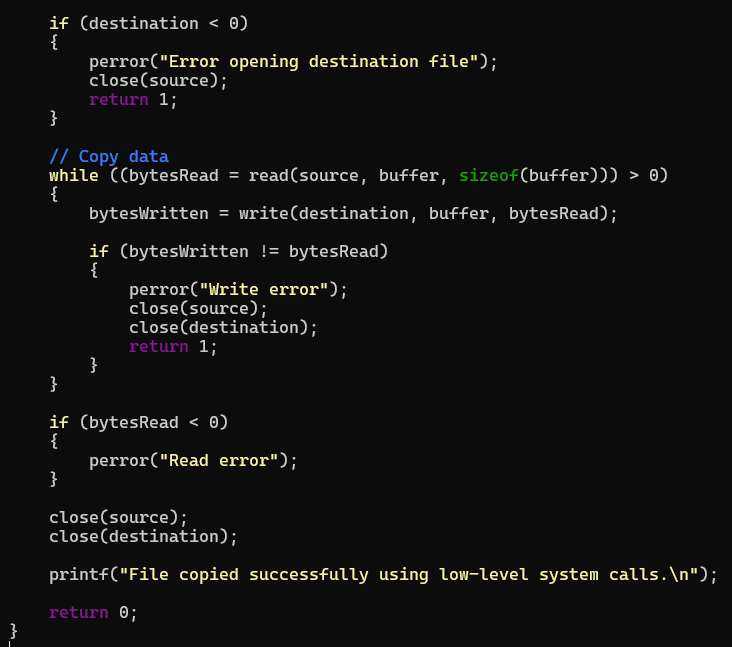 if (destination < 0)
    {
        perror("Error opening destination file");
        close(source);
        return 1;
    }

    // Copy data
    while ((bytesRead = read(source, buffer, sizeof(buffer))) > 0)
    {
        bytesWritten = write(destination, buffer, bytesRead);

        if (bytesWritten != bytesRead)
        {
            perror("Write error");
            close(source);
            close(destination);
            return 1;
        }
    }

    if (bytesRead < 0)
    {
        perror("Read error");
    }

    close(source);
    close(destination);

    printf("File copied successfully using low-level system calls.\n");

    return 0;
}